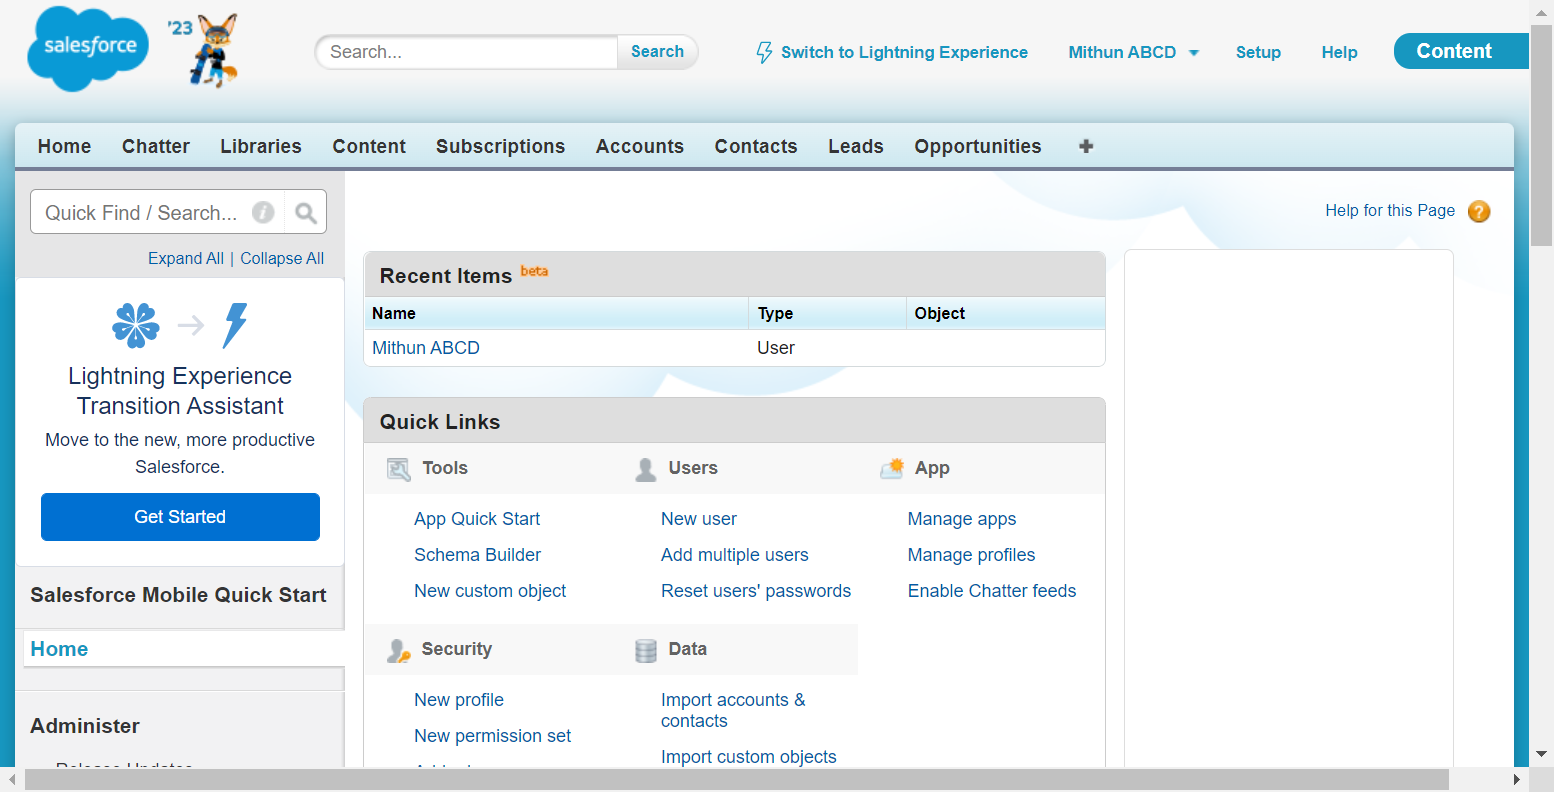 salesforce
'23
Search...
Search
Switch to Lightning Experience
Mithun ABCD
Setup
Help
Content
Home
Chatter
Libraries
Content
Subscriptions
Accounts
Contacts
Leads
Opportunities
Quick Find / Search...
Expand All | Collapse All
Lightning Experience
Transition Assistant
Move to the new, more productive
Salesforce.
Get Started
Salesforce Mobile Quick Start
Home
Administer
Release Updates
Help for this Page
Recent Items beta
Name Type Object
Mithun ABCD User
Quick Links
Tools
App Quick Start
Schema Builder
New custom object
Users
New user
Add multiple users
Reset users' passwords
App
Manage apps
Manage profiles
Enable Chatter feeds
Security
New profile
New permission set
Data
Import accounts &
contacts
Import custom objects